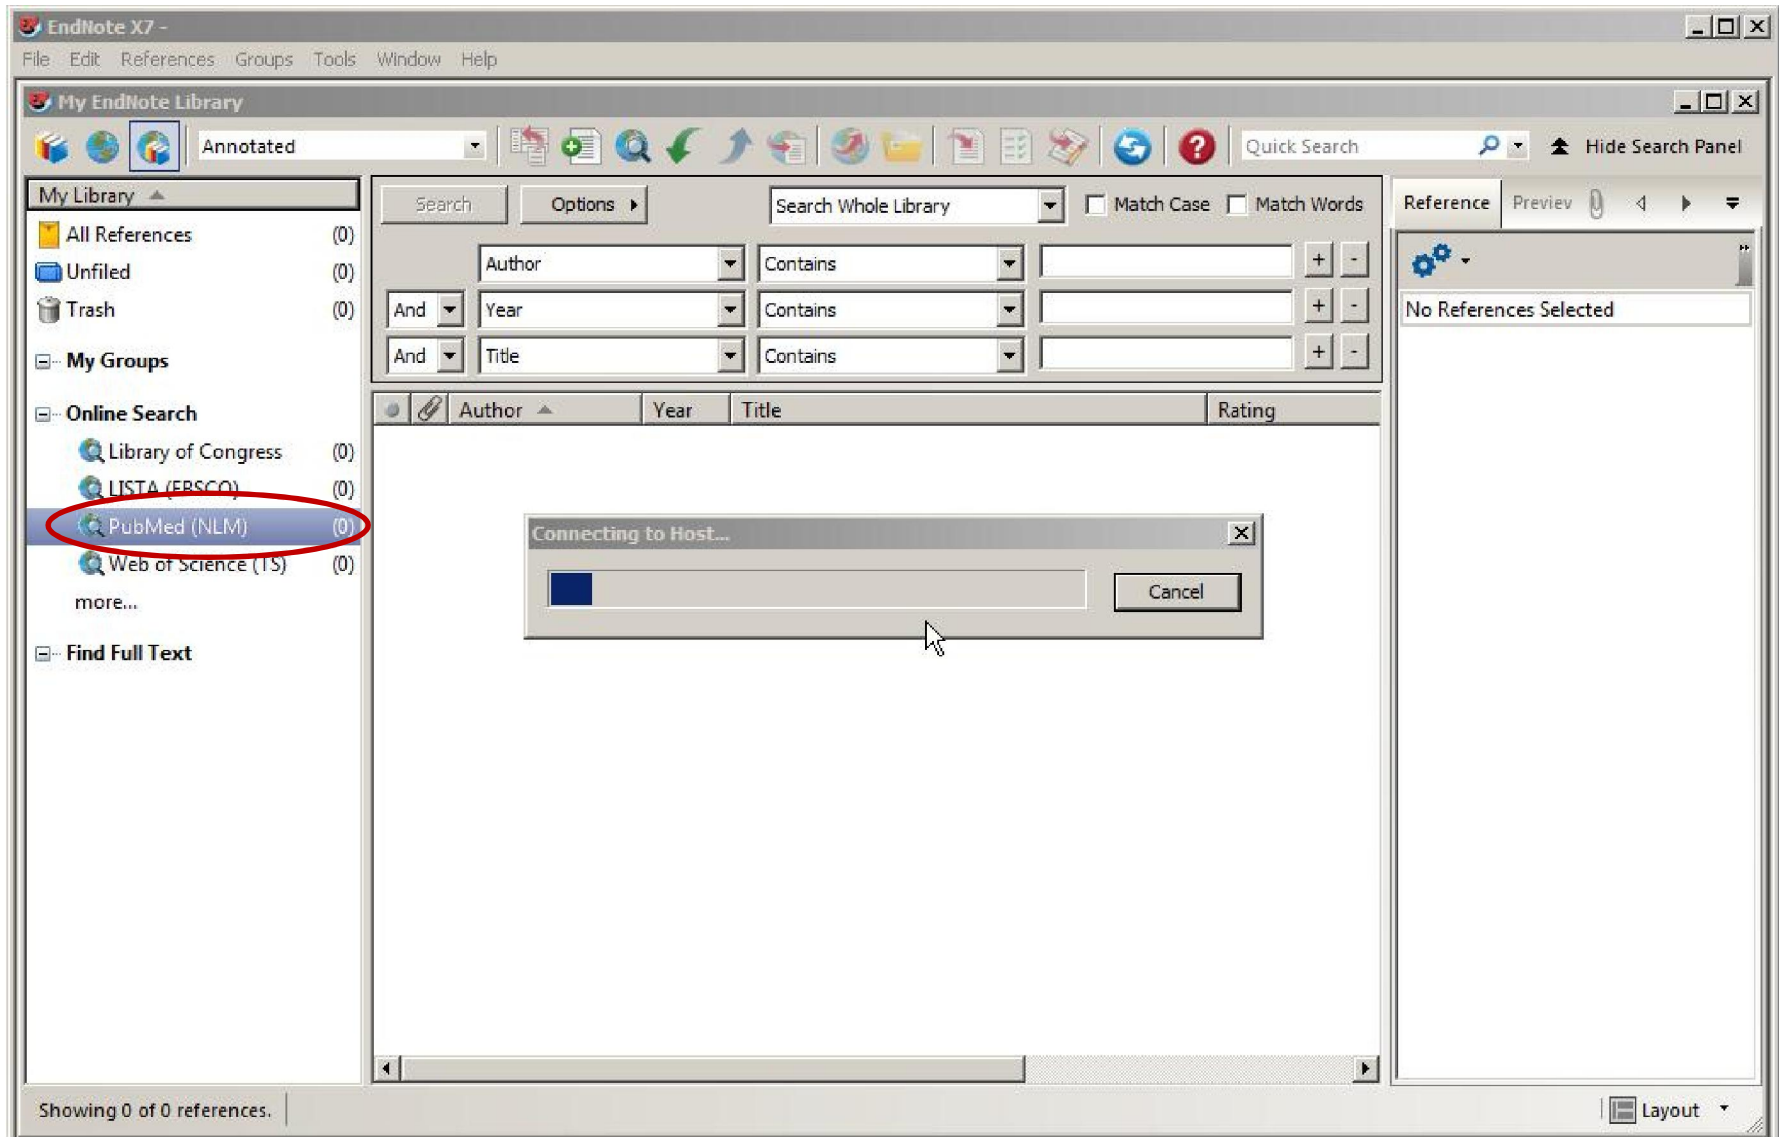 EndNote X7 -
File Edit References Groups Tools Window Help
My EndNote Library
Annotated Quick Search Hide Search Panel
My Library
All References (0)
Unfiled (0)
Trash (0)
My Groups
Online Search
Library of Congress (0)
LISTA (EBSCO) (0)
PubMed (NLM) (0)
Web of Science (TS) (0)
more...
Find Full Text
Search Options Search Whole Library Match Case Match Words
Author Contains + -
And Year Contains + -
And Title Contains + -
Author Year Title Rating
Connecting to Host...
Cancel
Reference Previev
No References Selected
Showing 0 of 0 references.
Layout